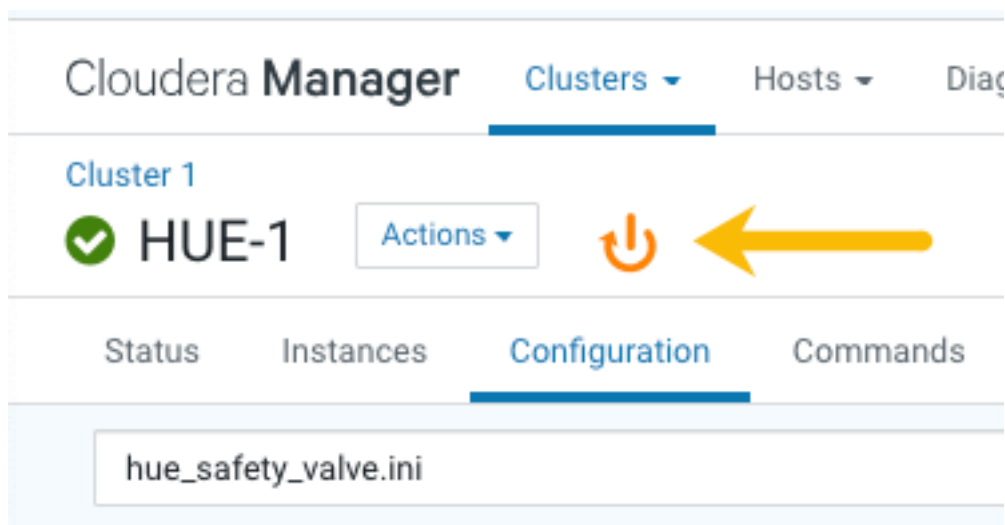 Cloudera Manager Clusters Hosts
Cluster 1
HUE-1 Actions
Status Instances Configuration Commands
hue_safety_valve.ini